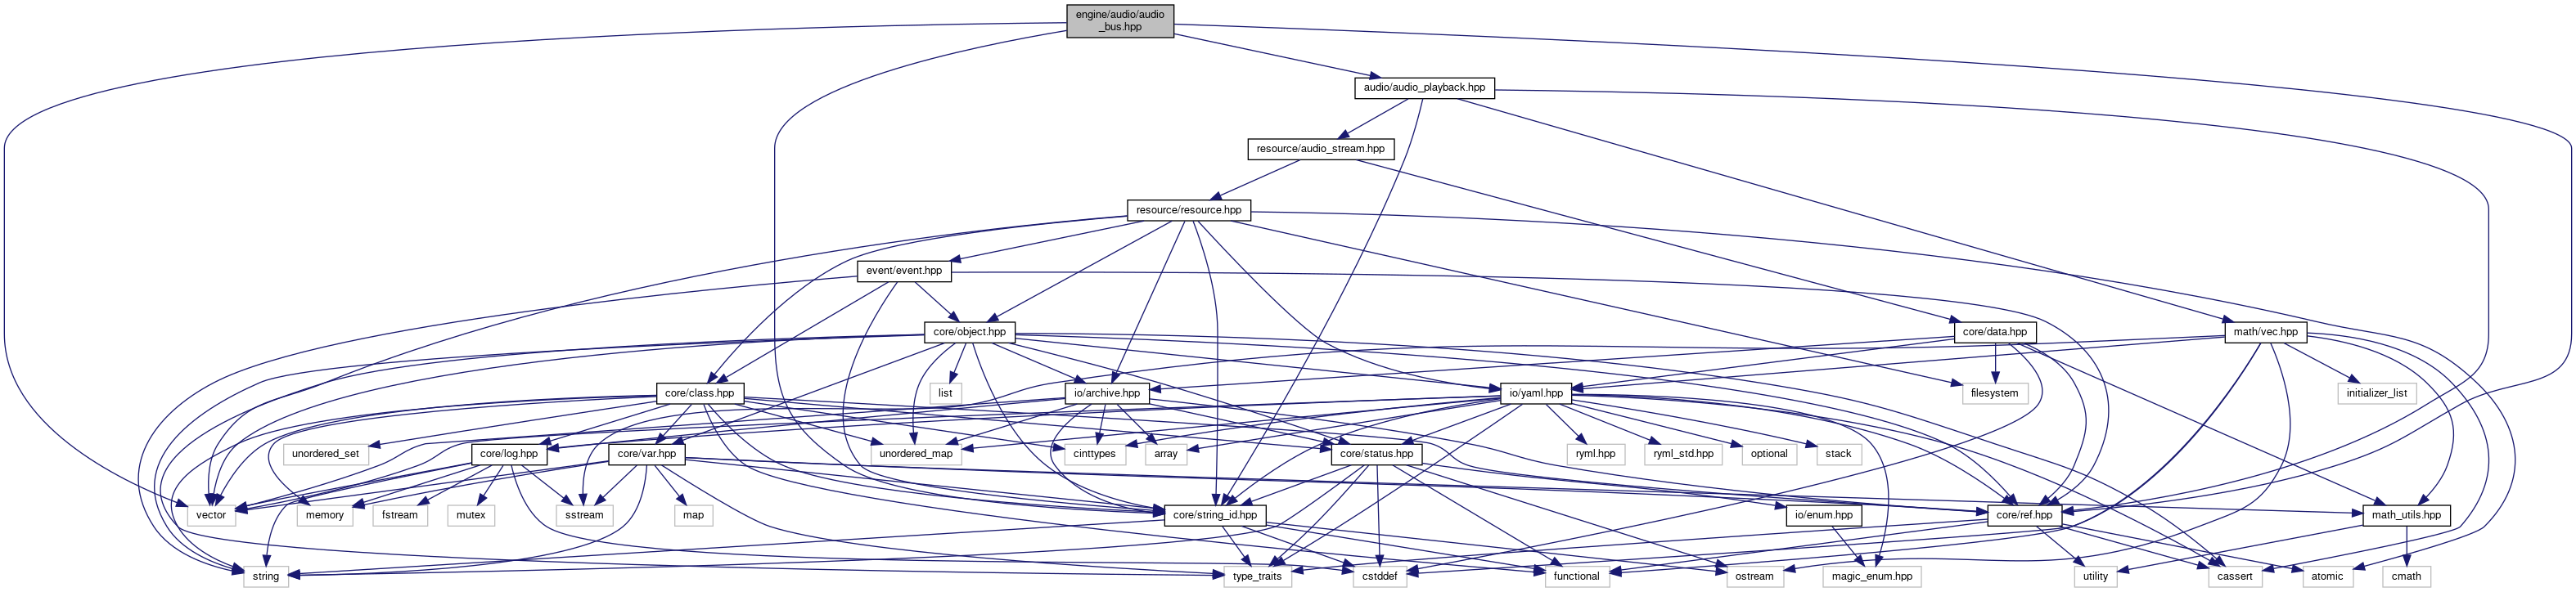 engine/audio/audio
_bus.hpp
audio/audio_playback.hpp
resource/audio_stream.hpp
resource/resource.hpp
event/event.hpp
core/object.hpp
core/data.hpp
math/vec.hpp
core/class.hpp
list
io/archive.hpp
io/yaml.hpp
filesystem
initializer_list
unordered_set
core/log.hpp
core/var.hpp
unordered_map
cinttypes
array
core/status.hpp
ryml.hpp
ryml_std.hpp
optional
stack
vector
memory
fstream
mutex
sstream
map
core/string_id.hpp
io/enum.hpp
core/ref.hpp
math_utils.hpp
string
type_traits
cstddef
functional
ostream
magic_enum.hpp
utility
cassert
atomic
cmath